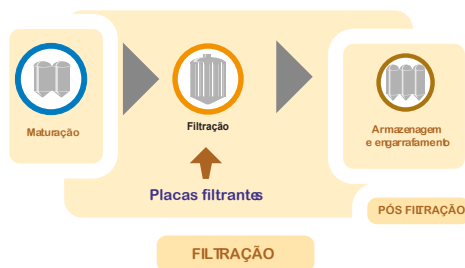 Maturação
Filtração
Armazenagem
e engarrafamento
Placas filtrantes
PÓS FILTRAÇÃO
FILTRAÇÃO